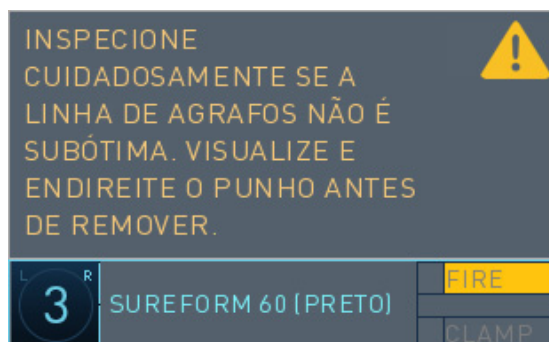 INSPECIONE
CUIDADOSAMENTE SE A
LINHA DE AGRAFOS NÃO É
SUBÓTIMA. VISUALIZE E
ENDIREITE O PUNHO ANTES
DE REMOVER.
L R
3
SUREFORM 60 (PRETO)
FIRE
CLAMP